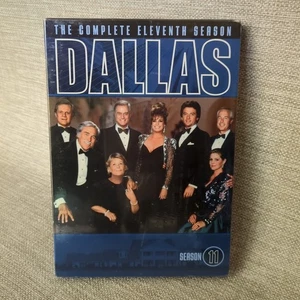 THE COMPLETE ELEVENTH SEASON
DALLAS
SEASON 11